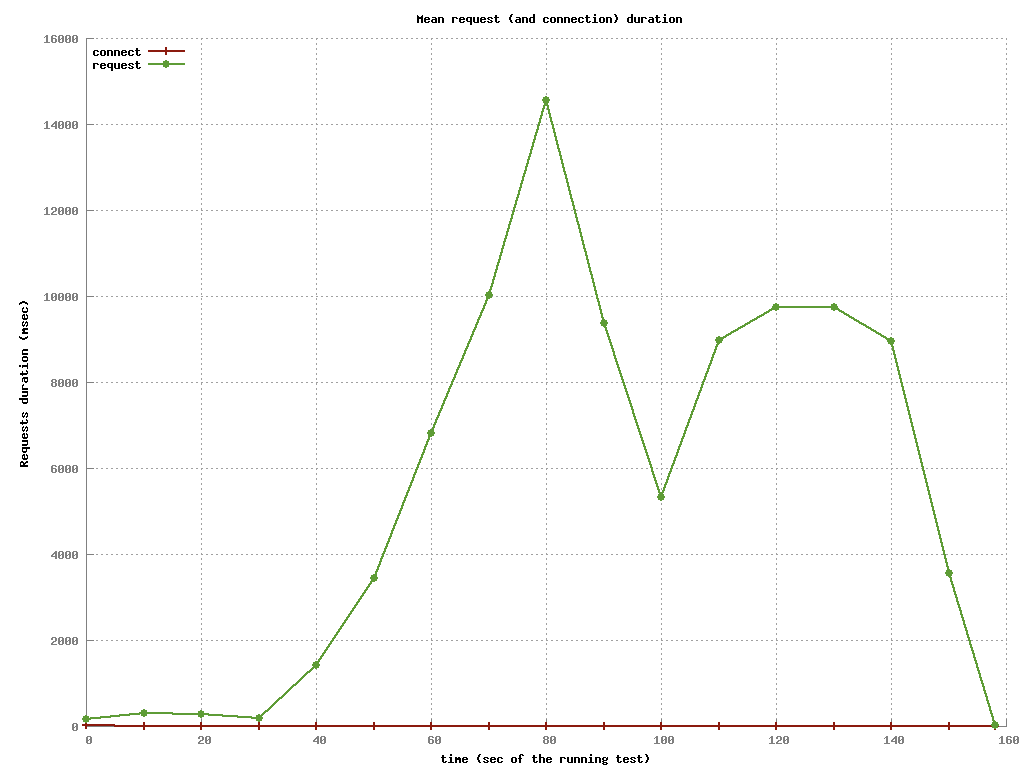 Mean request (and connection) duration
connect
request
16000
14000
12000
10000
8000
6000
4000
2000
0
Requests duration (msec)
0 20 40 60 80 100 120 140 160
time (sec of the running test)